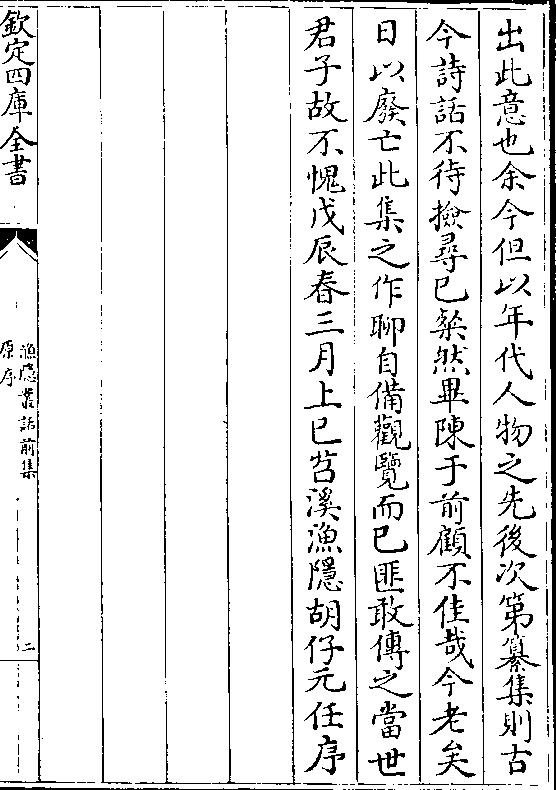 出此意也余今但以年代人物之先後次第纂集則古
今詩話不待撿尋已粲然畢陳于前顧不佳哉今老矣
日以廢亡此集之作聊自備觀覽而已匪敢傳之當世
君子故不愧戊辰春三月上巳苕溪漁隱胡仔元任序
欽定四庫全書
漁隱叢話前集
原序
二